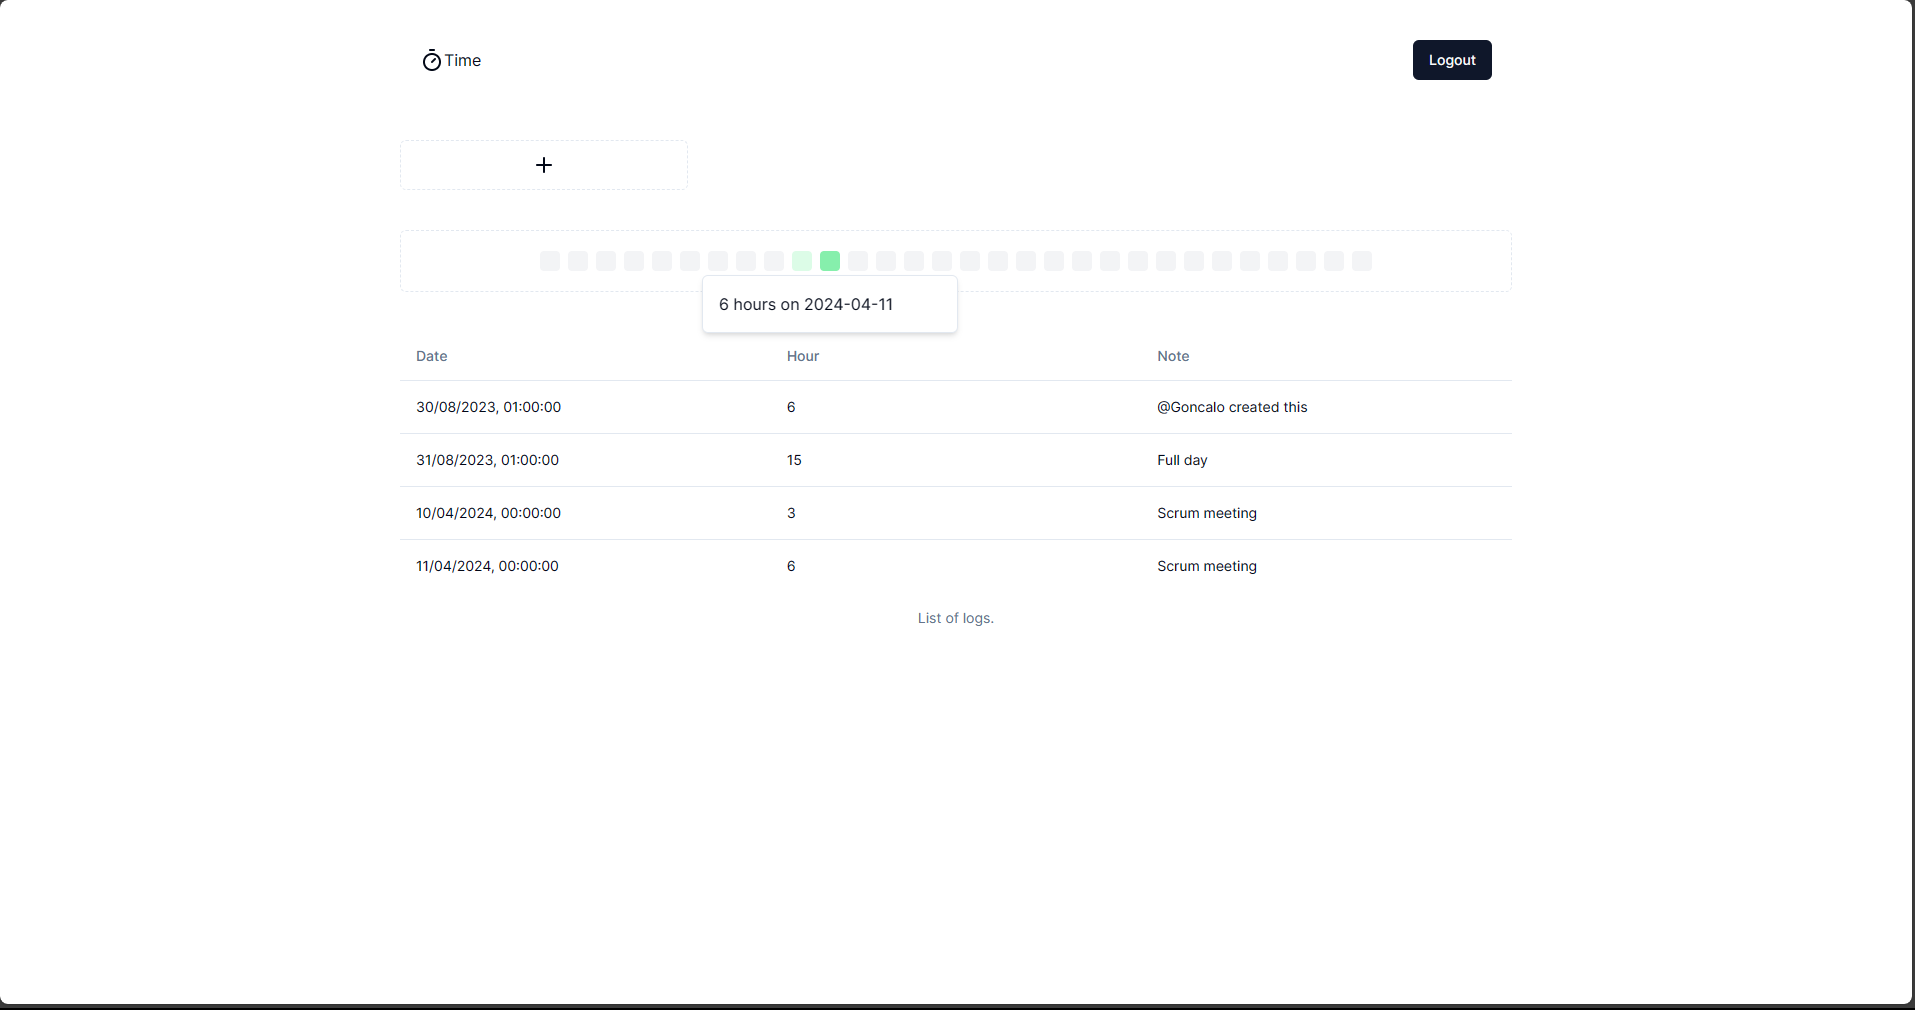 Time
Logout
+
6 hours on 2024-04-11
Date Hour Note
30/08/2023, 01:00:00 6 @Goncalo created this
31/08/2023, 01:00:00 15 Full day
10/04/2024, 00:00:00 3 Scrum meeting
11/04/2024, 00:00:00 6 Scrum meeting
List of logs.